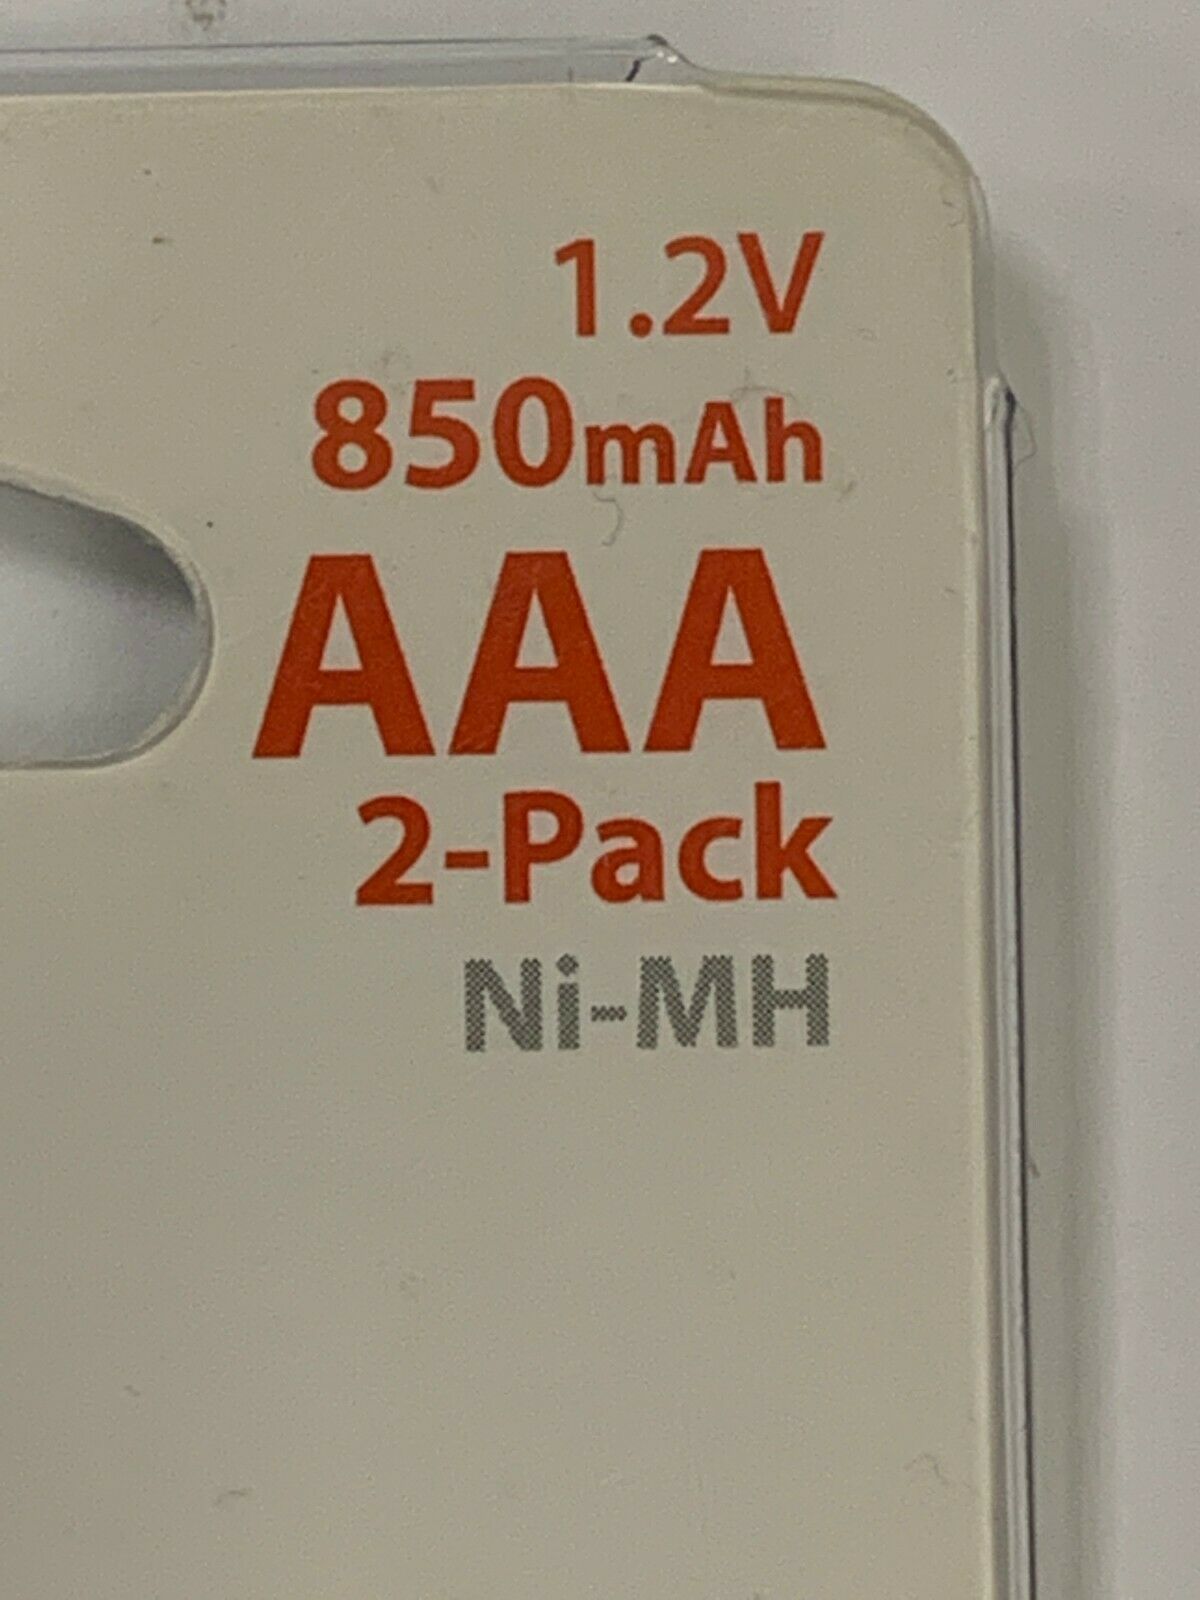 1.2V
850mAh
AAA
2-Pack
Ni-MH